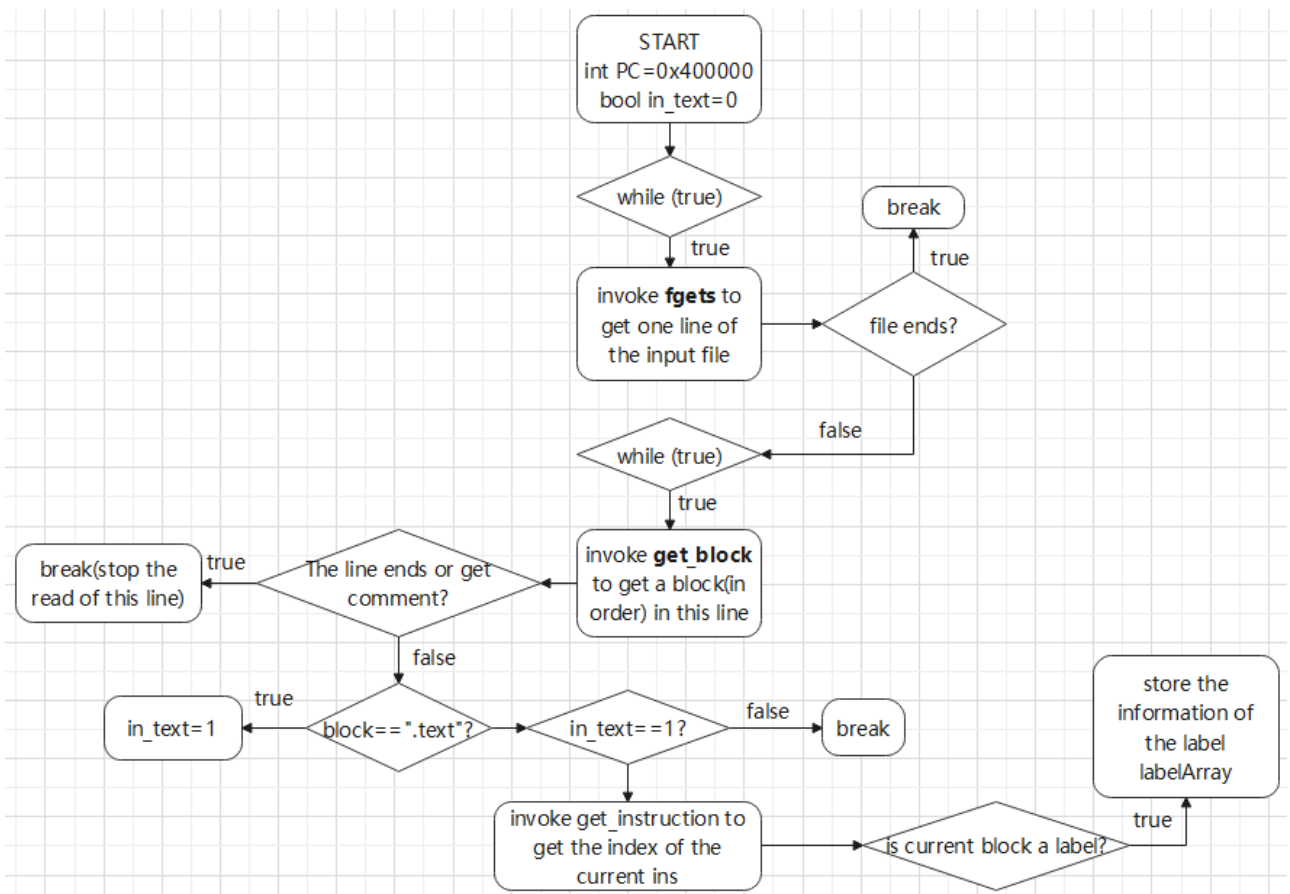 START
int PC=0x400000
bool in_text=0
while (true)
break
true
true
invoke fgets to
get one line of
the input file
file ends?
false
while (true)
true
invoke get_block
to get a block(in
order) in this line
The line ends or get
comment?
true
break(stop the
read of this line)
false
block==".text"?
true
in_text=1
in_text==1?
false
break
invoke get_instruction to
get the index of the
current ins
is current block a label?
true
store the
information of
the label
labelArray